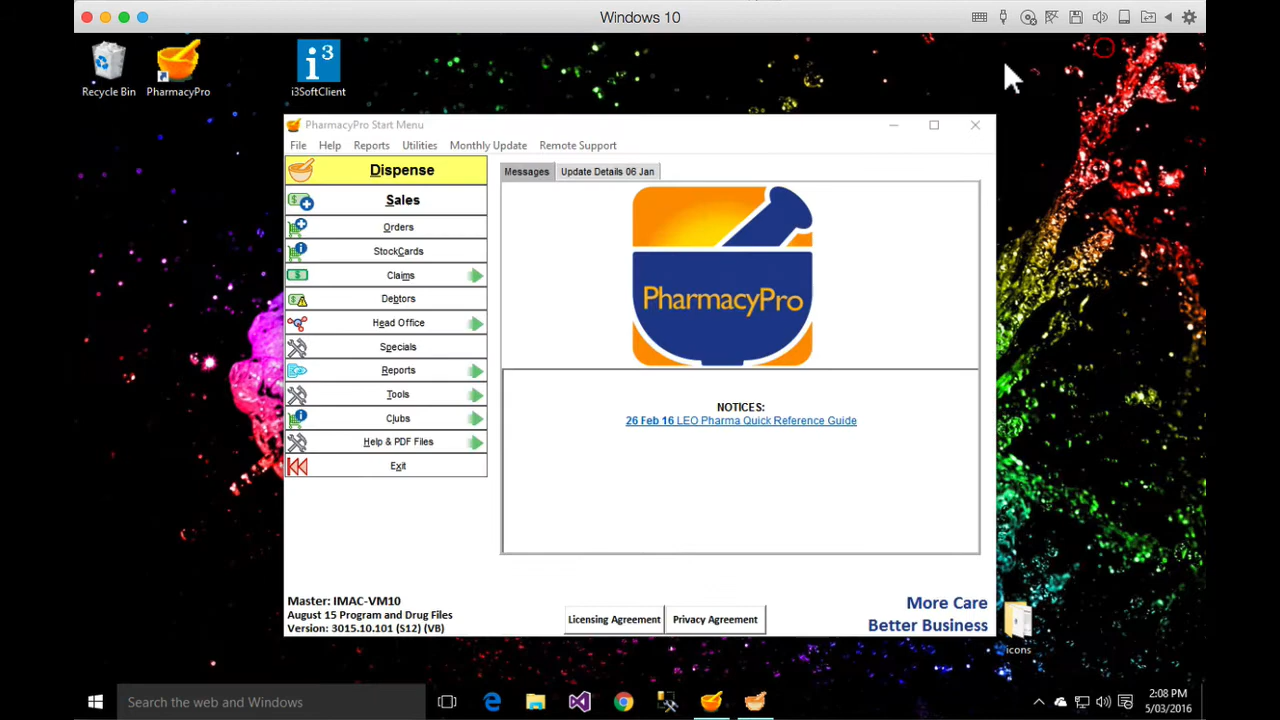 Windows 10
Recycle Bin
PharmacyPro
i3
i3SoftClient
PharmacyPro Start Menu
File Help Reports Utilities Monthly Update Remote Support
Dispense
Sales
Orders
StockCards
Claims
Debtors
Head Office
Specials
Reports
Tools
Clubs
Help & PDF Files
Exit
Messages
Update Details 06 Jan
PharmacyPro
NOTICES:
26 Feb 16 LEO Pharma Quick Reference Guide
Master: IMAC-VM10
August 15 Program and Drug Files
Version: 3015.10.101 (S12) (VB)
Licensing Agreement
Privacy Agreement
More Care
Better Business
icons
Search the web and Windows
2:08 PM
5/03/2016